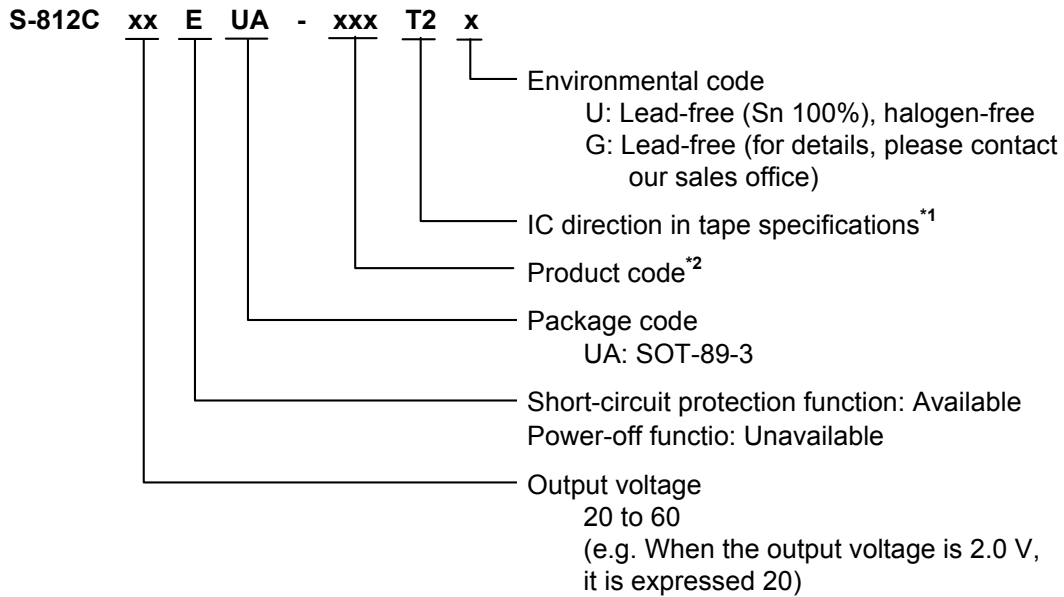 S-812C xx E UA - xxx T2 x
Environmental code
U: Lead-free (Sn 100%), halogen-free
G: Lead-free (for details, please contact
our sales office)
IC direction in tape specifications*1
Product code*2
Package code
UA: SOT-89-3
Short-circuit protection function: Available
Power-off functio: Unavailable
Output voltage
20 to 60
(e.g. When the output voltage is 2.0 V,
it is expressed 20)